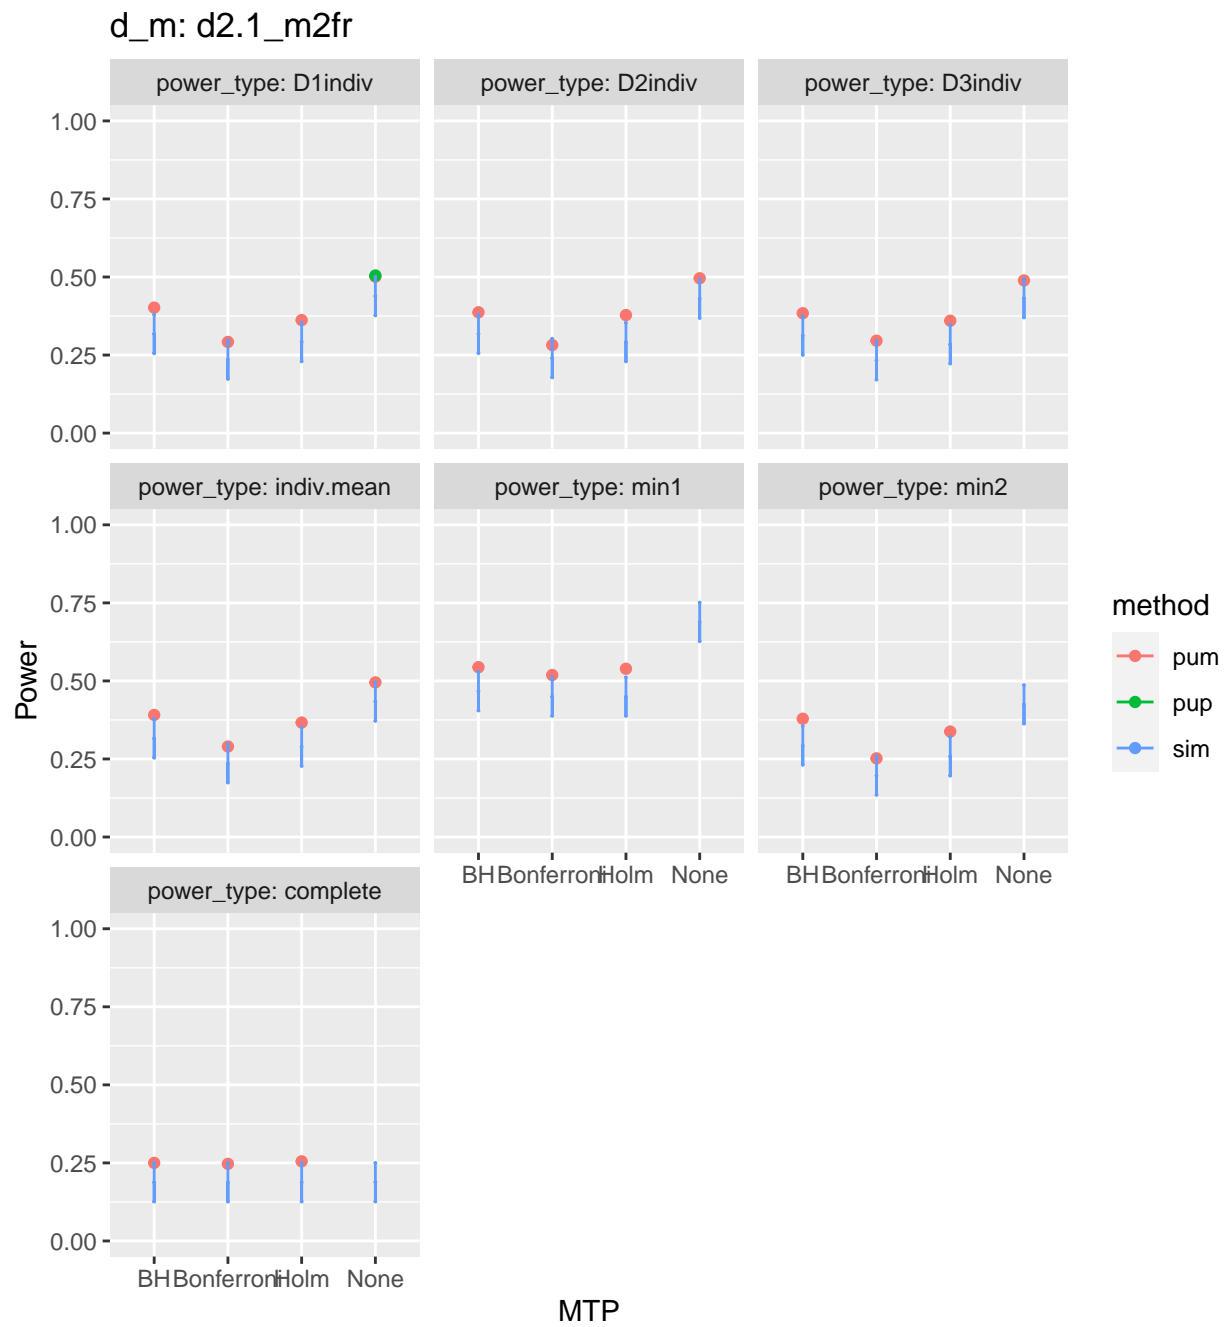 d_m: d2.1_m2fr
power_type: D1indiv
power_type: D2indiv
power_type: D3indiv
1.00
0.75
0.50
0.25
0.00
power_type: indiv.mean
power_type: min1
power_type: min2
1.00
0.75
0.50
0.25
0.00
BH Bonferroni Holm None
BH Bonferroni Holm None
power_type: complete
1.00
0.75
0.50
0.25
0.00
BH Bonferroni Holm None
MTP
Power
method
pum
pup
sim